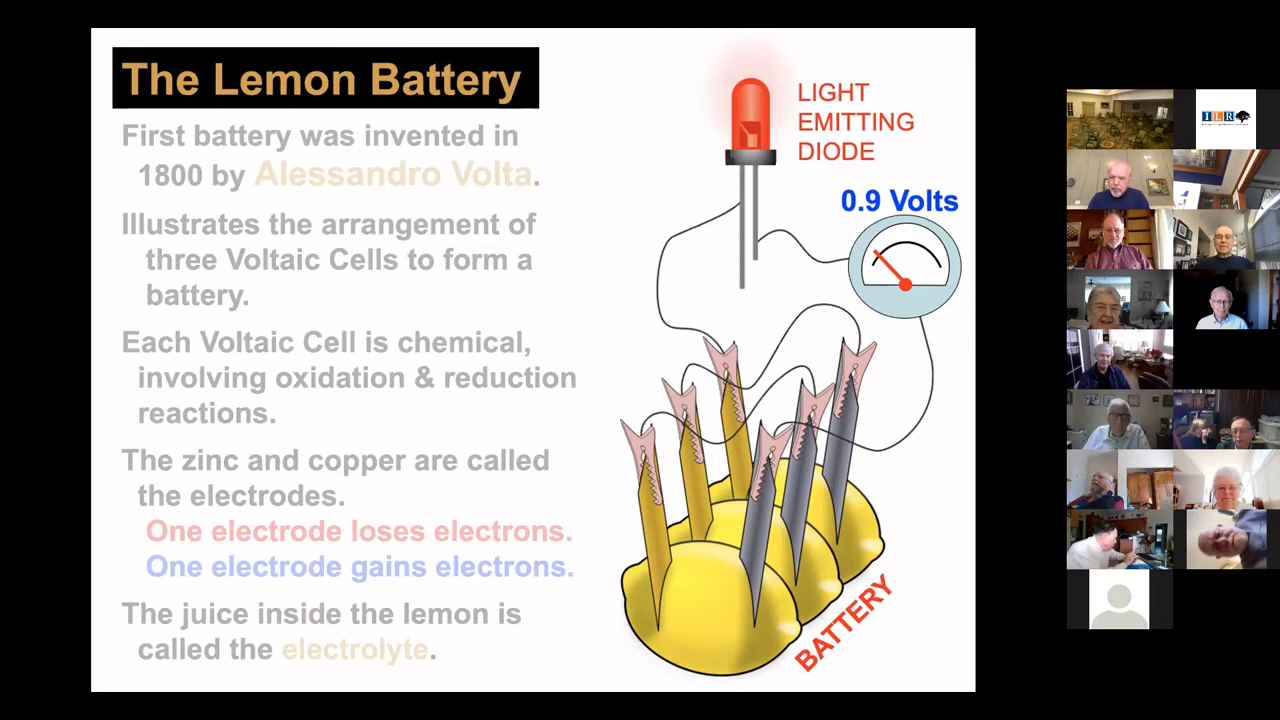 The Lemon Battery
First battery was invented in
1800 by Alessandro Volta.
Illustrates the arrangement of
three Voltaic Cells to form a
battery.
Each Voltaic Cell is chemical,
involving oxidation & reduction
reactions.
The zinc and copper are called
the electrodes.
One electrode loses electrons.
One electrode gains electrons.
The juice inside the lemon is
called the electrolyte.
LIGHT
EMITTING
DIODE
0.9 Volts
BATTERY
ILR